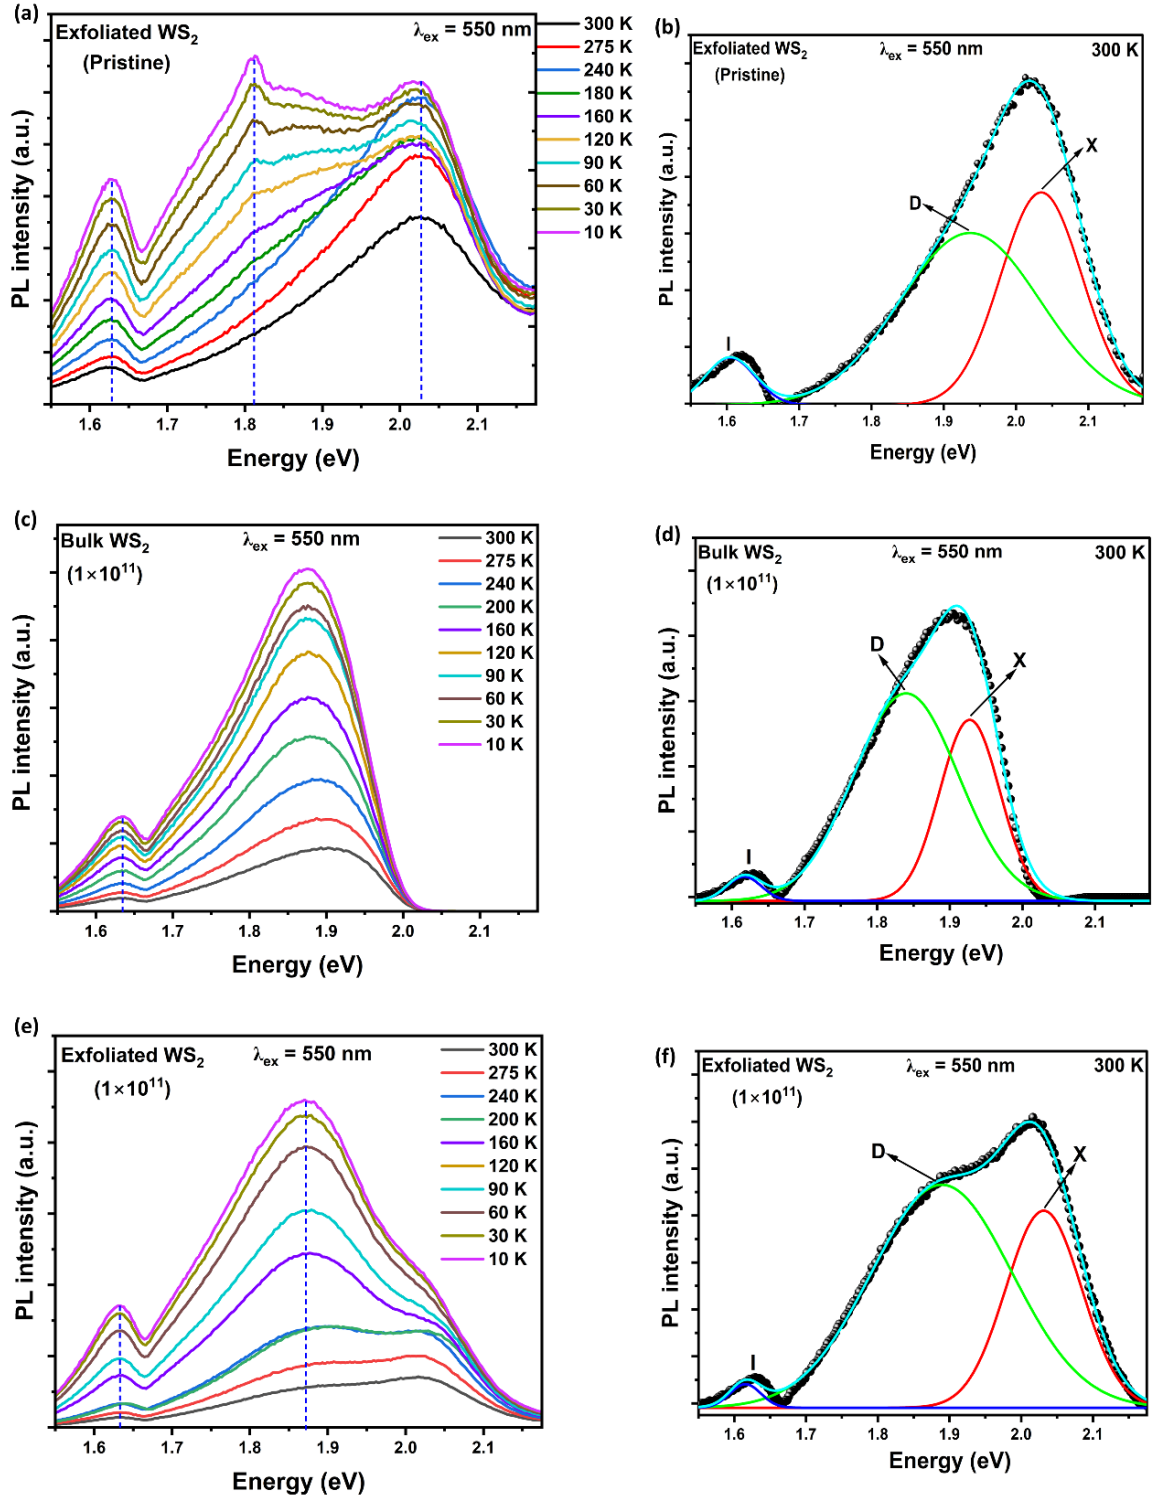 (a)
Exfoliated WS₂
(Pristine)
λₑₓ = 550 nm
300 K
275 K
240 K
180 K
160 K
120 K
90 K
60 K
30 K
10 K
PL intensity (a.u.)
1.6 1.7 1.8 1.9 2.0 2.1
Energy (eV)
(b)
Exfoliated WS₂
(Pristine)
λₑₓ = 550 nm
300 K
X
D
I
PL intensity (a.u.)
1.6 1.7 1.8 1.9 2.0 2.1
Energy (eV)
(c)
Bulk WS₂
(1×10¹¹)
λₑₓ = 550 nm
300 K
275 K
240 K
200 K
160 K
120 K
90 K
60 K
30 K
10 K
PL intensity (a.u.)
1.6 1.7 1.8 1.9 2.0 2.1
Energy (eV)
(d)
Bulk WS₂
(1×10¹¹)
λₑₓ = 550 nm
300 K
D
X
I
PL intensity (a.u.)
1.6 1.7 1.8 1.9 2.0 2.1
Energy (eV)
(e)
Exfoliated WS₂
(1×10¹¹)
λₑₓ = 550 nm
300 K
275 K
240 K
200 K
160 K
120 K
90 K
60 K
30 K
10 K
PL intensity (a.u.)
1.6 1.7 1.8 1.9 2.0 2.1
Energy (eV)
(f)
Exfoliated WS₂
(1×10¹¹)
λₑₓ = 550 nm
300 K
D
X
I
PL intensity (a.u.)
1.6 1.7 1.8 1.9 2.0 2.1
Energy (eV)